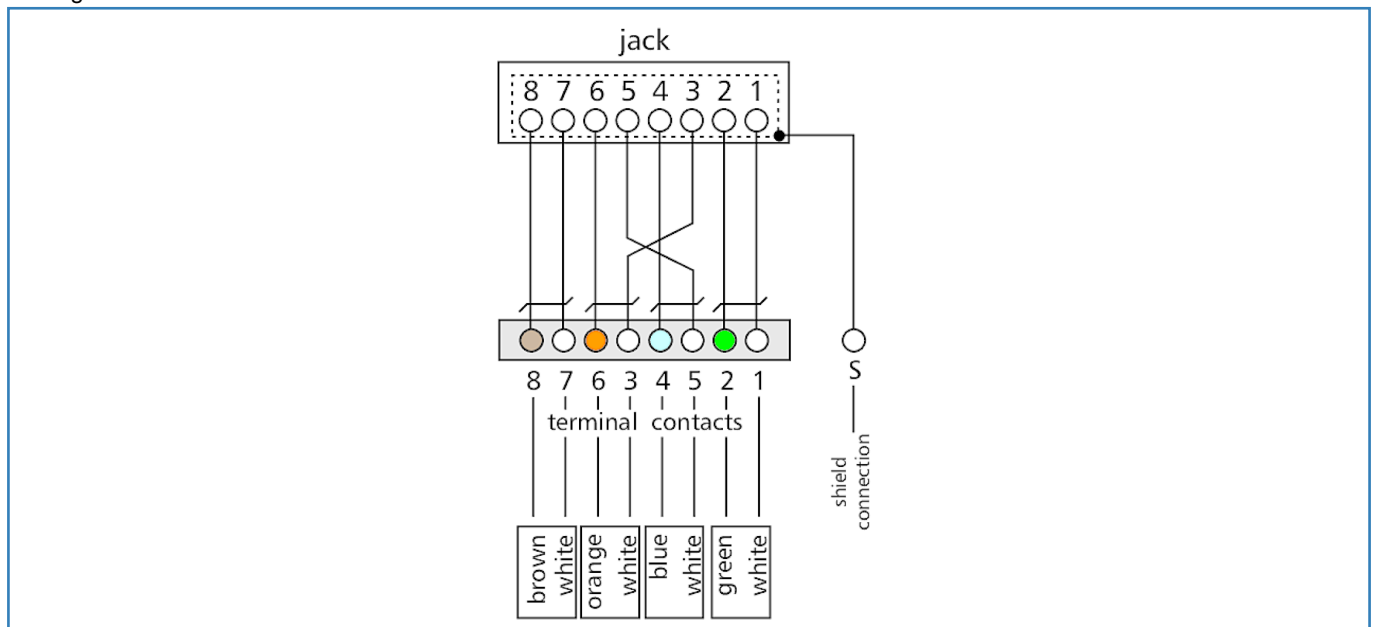 jack
8 7 6 5 4 3 2 1
8 7 6 3 4 5 2 1
S
terminal contacts
shield
connection
brown
white
orange
white
blue
white
green
white